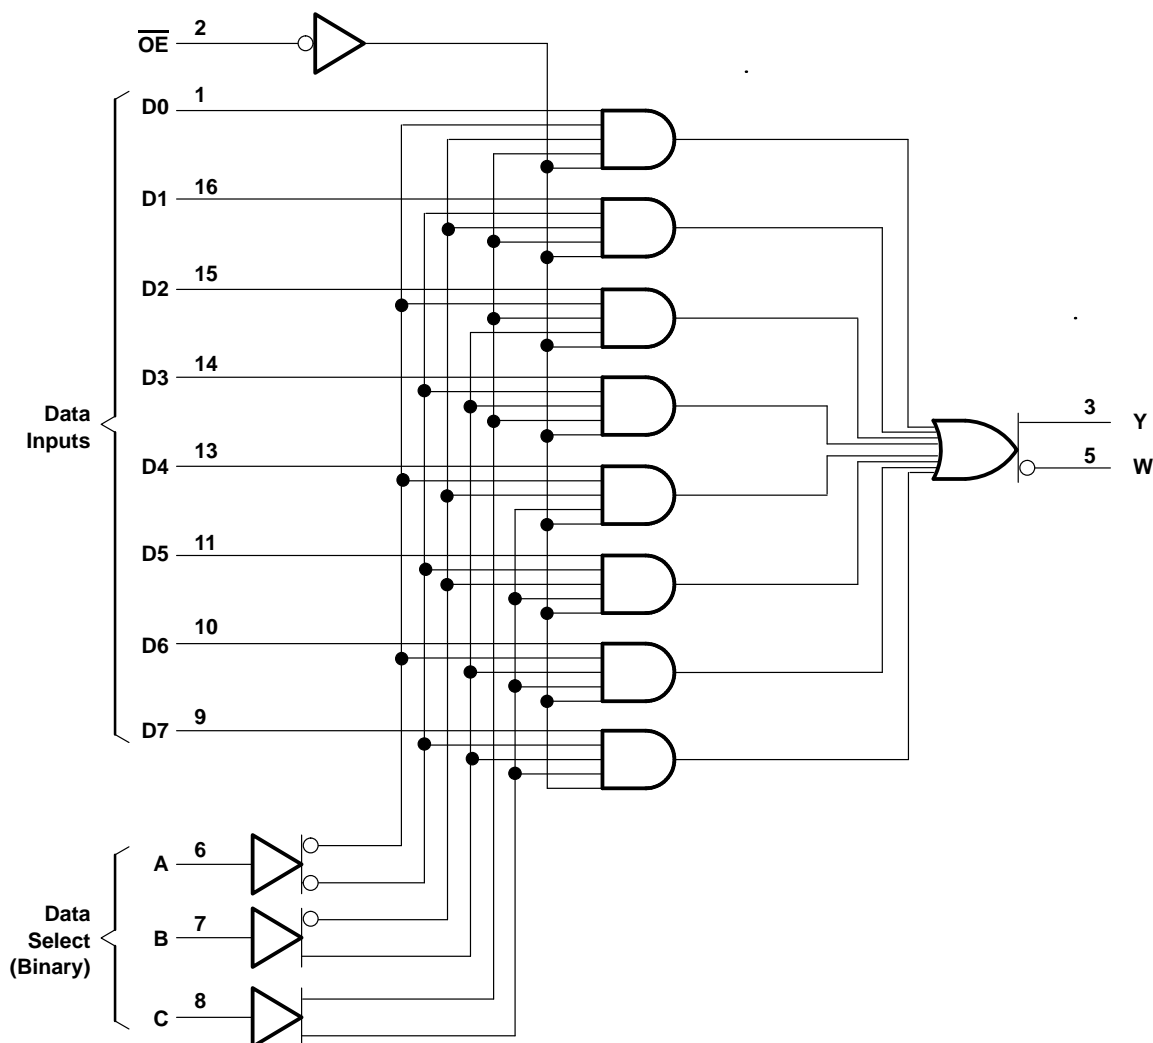 OE 2
D0 1
D1 16
D2 15
D3 14
Data
Inputs
D4 13
D5 11
D6 10
D7 9
3 Y
5 W
A 6
Data
Select
(Binary)
B 7
C 8